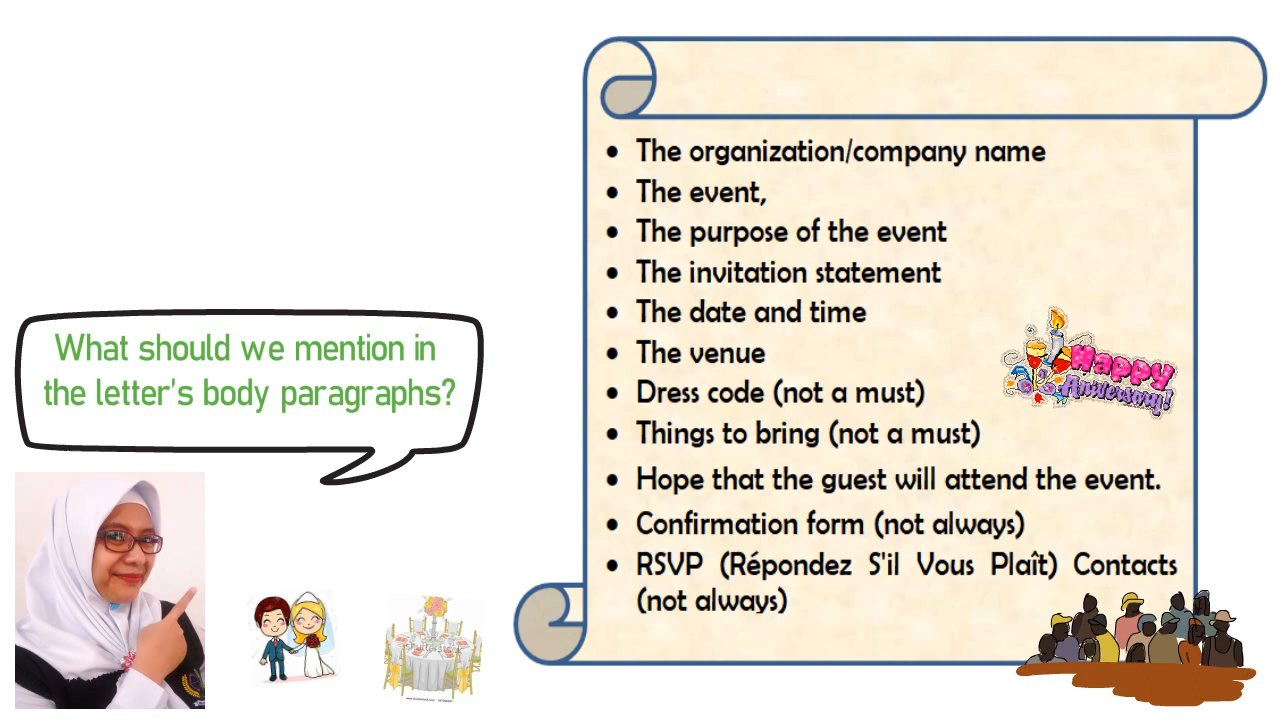 What should we mention in
the letter's body paragraphs?
• The organization/company name
• The event,
• The purpose of the event
• The invitation statement
• The date and time
• The venue
• Dress code (not a must)
• Things to bring (not a must)
• Hope that the guest will attend the event.
• Confirmation form (not always)
• RSVP (Répondez S'il Vous Plaît) Contacts
(not always)
Happy
Anniversary!